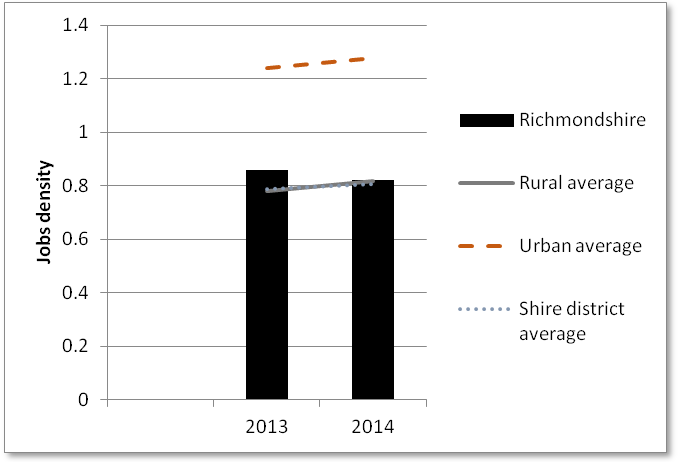 1.4
1.2
1
0.8
0.6
0.4
0.2
0
Jobs density
2013
2014
Richmondshire
Rural average
Urban average
Shire district
average